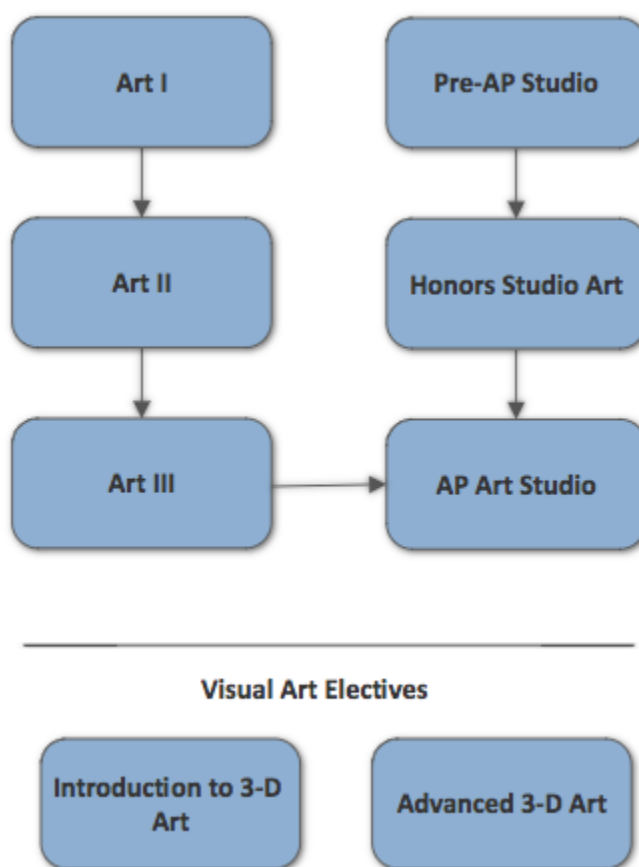 Art I
Pre-AP Studio
Art II
Honors Studio Art
Art III
AP Art Studio
Visual Art Electives
Introduction to 3-D
Art
Advanced 3-D Art